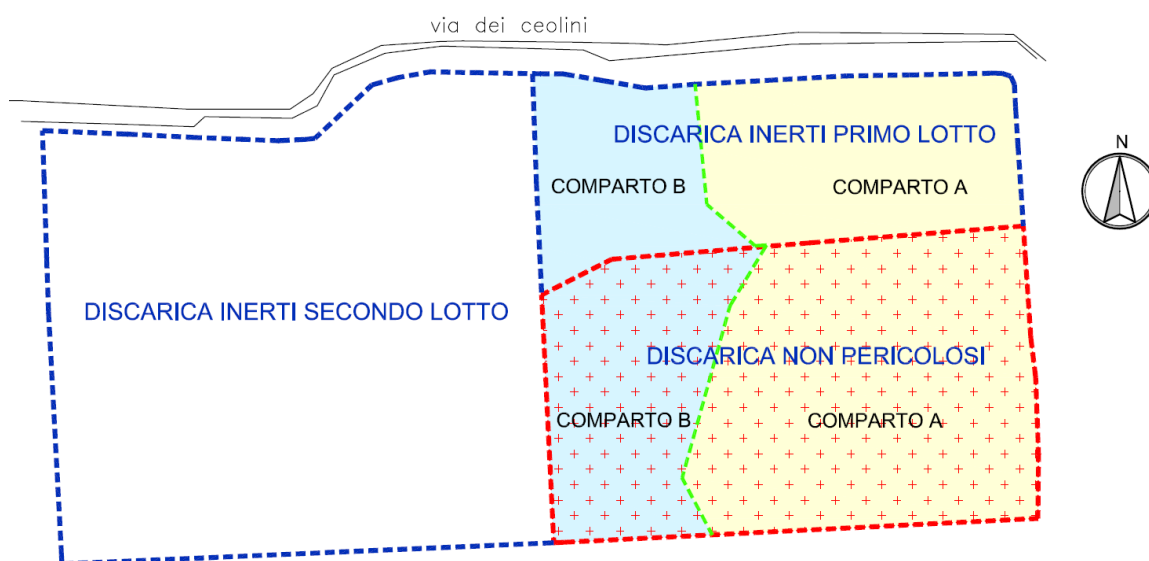 via dei ceolini
N
DISCARICA INERTI PRIMO LOTTO
COMPARTO B
COMPARTO A
DISCARICA INERTI SECONDO LOTTO
DISCARICA NON PERICOLOSI
COMPARTO B
COMPARTO A